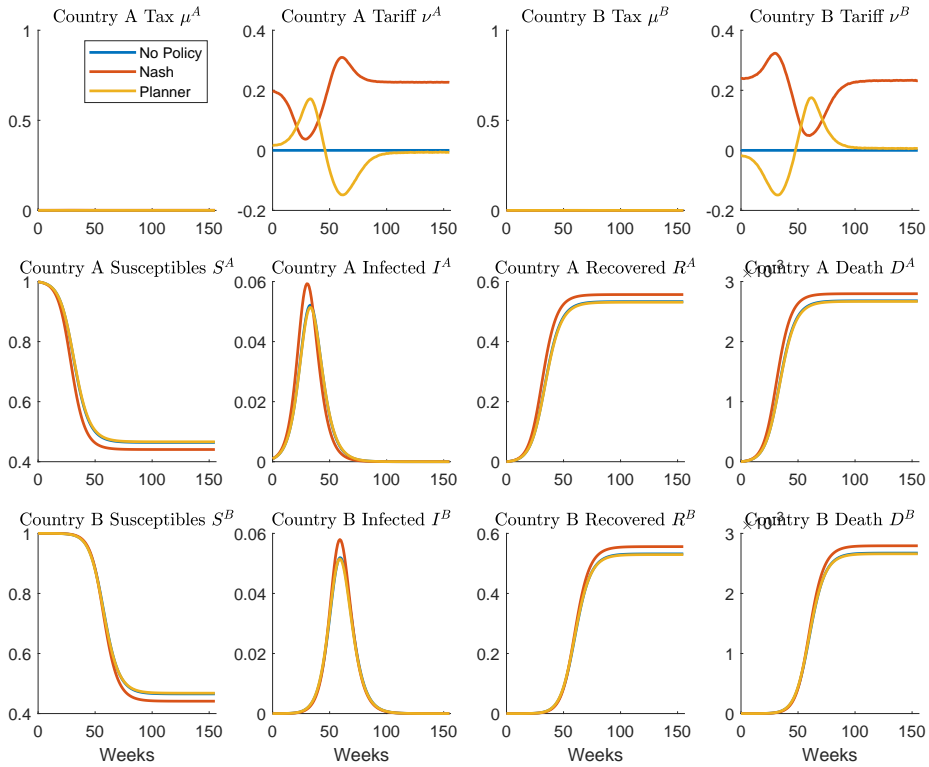 Country A Tax μ^A
Country A Tariff ν^A
Country B Tax μ^B
Country B Tariff ν^B
1
0.5
0
0 50 100 150
No Policy
Nash
Planner
0.4
0.2
0
-0.2
0 50 100 150
1
0.5
0
0 50 100 150
0.4
0.2
0
-0.2
0 50 100 150
Country A Susceptibles S^A
Country A Infected I^A
Country A Recovered R^A
×10^-3
Country A Death D^A
1
0.8
0.6
0.4
0 50 100 150
0.06
0.04
0.02
0
0 50 100 150
0.6
0.4
0.2
0
0 50 100 150
3
2
1
0
0 50 100 150
Country B Susceptibles S^B
Country B Infected I^B
Country B Recovered R^B
×10^-3
Country B Death D^B
1
0.8
0.6
0.4
0 50 100 150
Weeks
0.06
0.04
0.02
0
0 50 100 150
Weeks
0.6
0.4
0.2
0
0 50 100 150
Weeks
3
2
1
0
0 50 100 150
Weeks